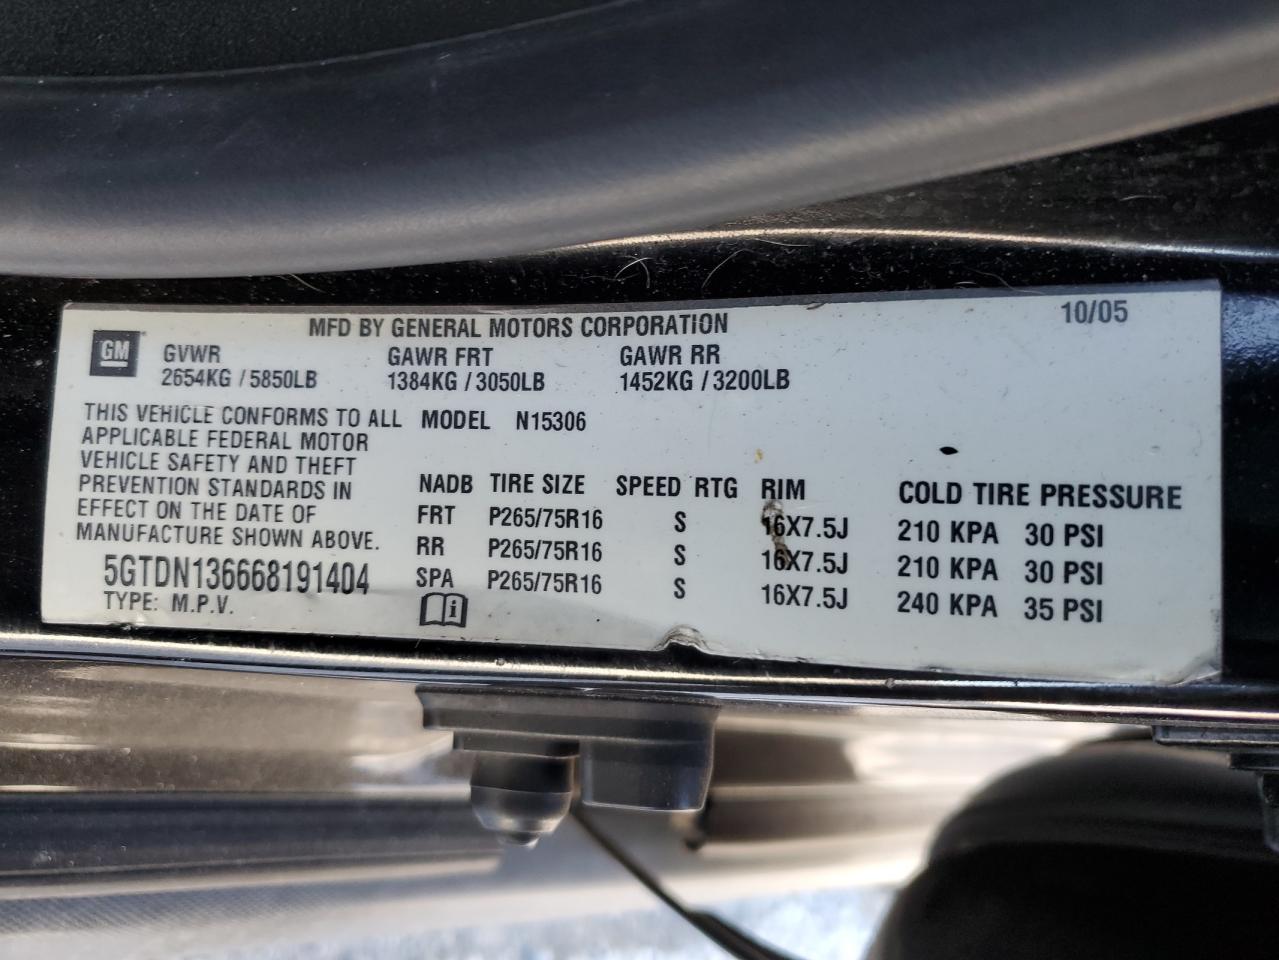 MFD BY GENERAL MOTORS CORPORATION 10/05
GM
GVWR GAWR FRT GAWR RR
2654KG / 5850LB 1384KG / 3050LB 1452KG / 3200LB
THIS VEHICLE CONFORMS TO ALL
APPLICABLE FEDERAL MOTOR
VEHICLE SAFETY AND THEFT
PREVENTION STANDARDS IN
EFFECT ON THE DATE OF
MANUFACTURE SHOWN ABOVE.
5GTDN136668191404
TYPE: M.P.V.
MODEL N15306
NADB TIRE SIZE SPEED RTG RIM COLD TIRE PRESSURE
FRT P265/75R16 S 16X7.5J 210 KPA 30 PSI
RR P265/75R16 S 16X7.5J 210 KPA 30 PSI
SPA P265/75R16 S 16X7.5J 240 KPA 35 PSI
i